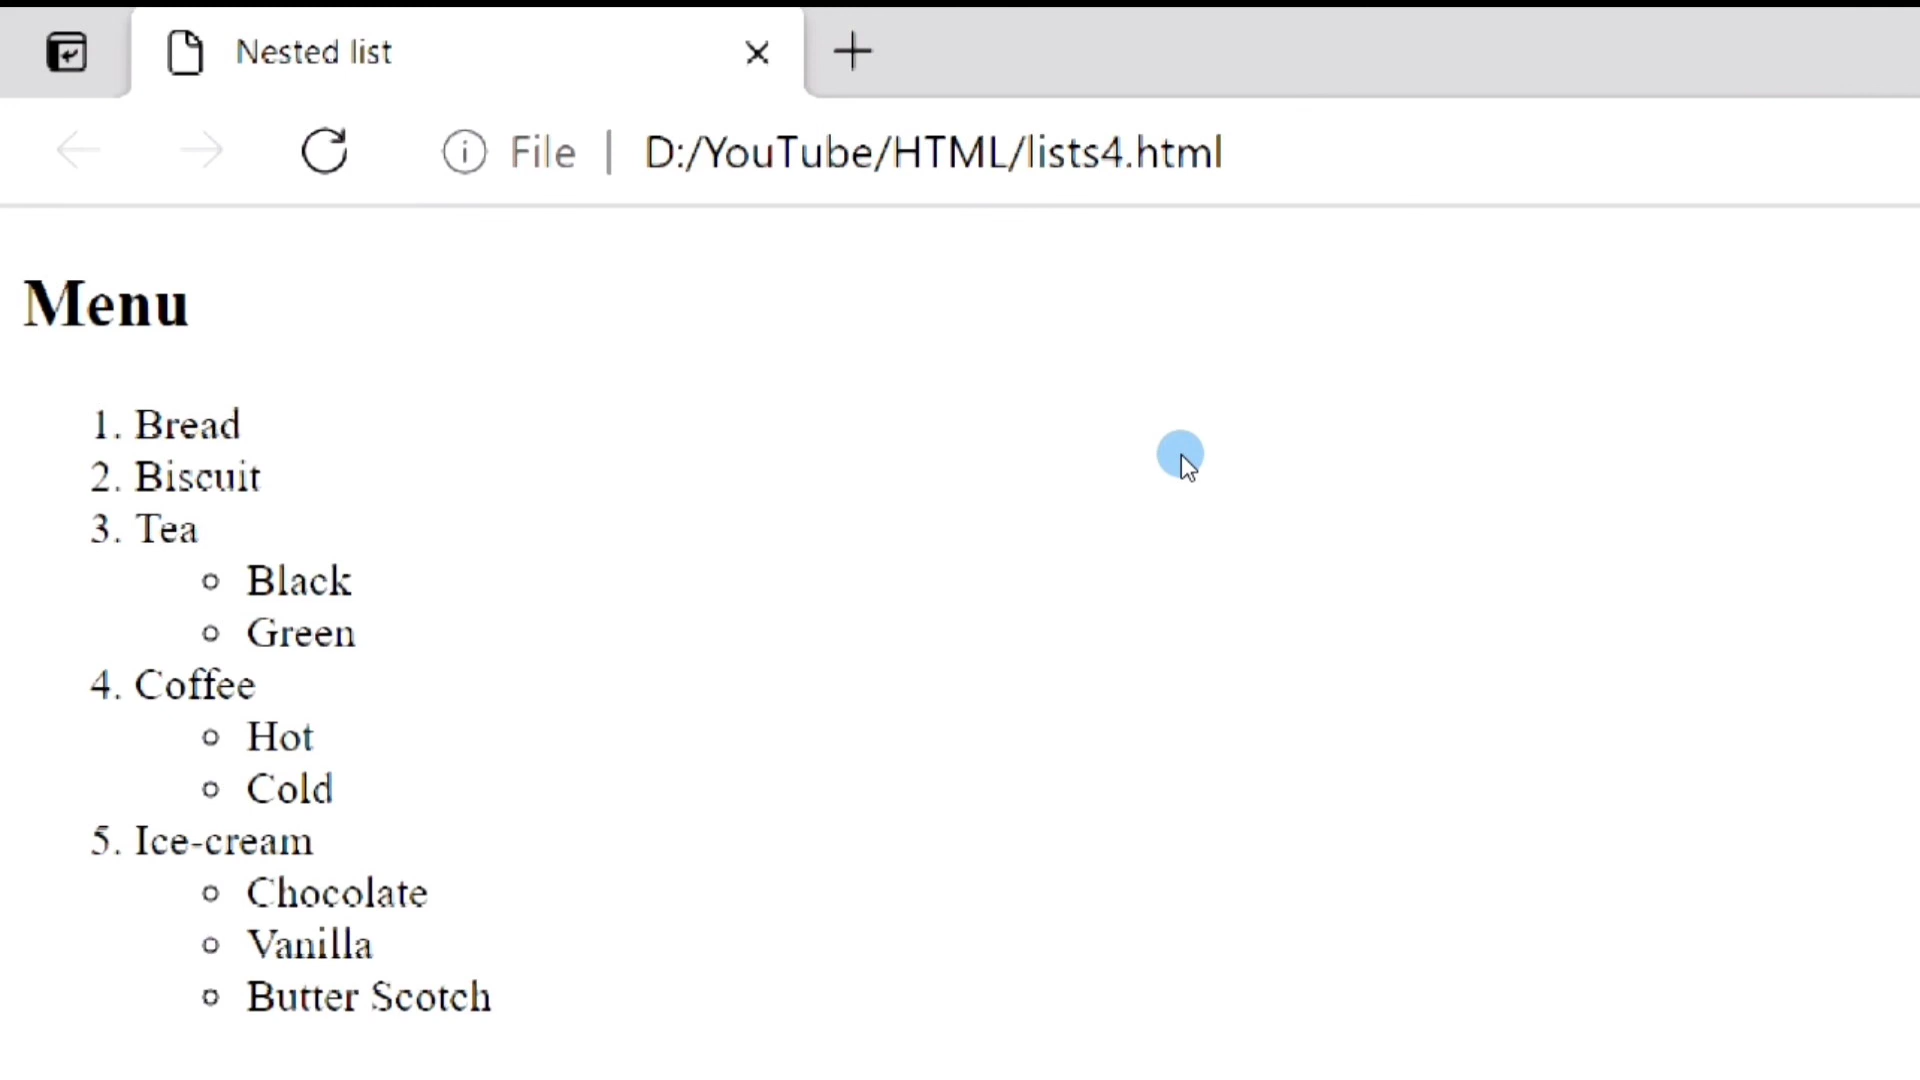 Nested list
File | D:/YouTube/HTML/lists4.html
Menu
1. Bread
2. Biscuit
3. Tea
Black
Green
4. Coffee
Hot
Cold
5. Ice-cream
Chocolate
Vanilla
Butter Scotch